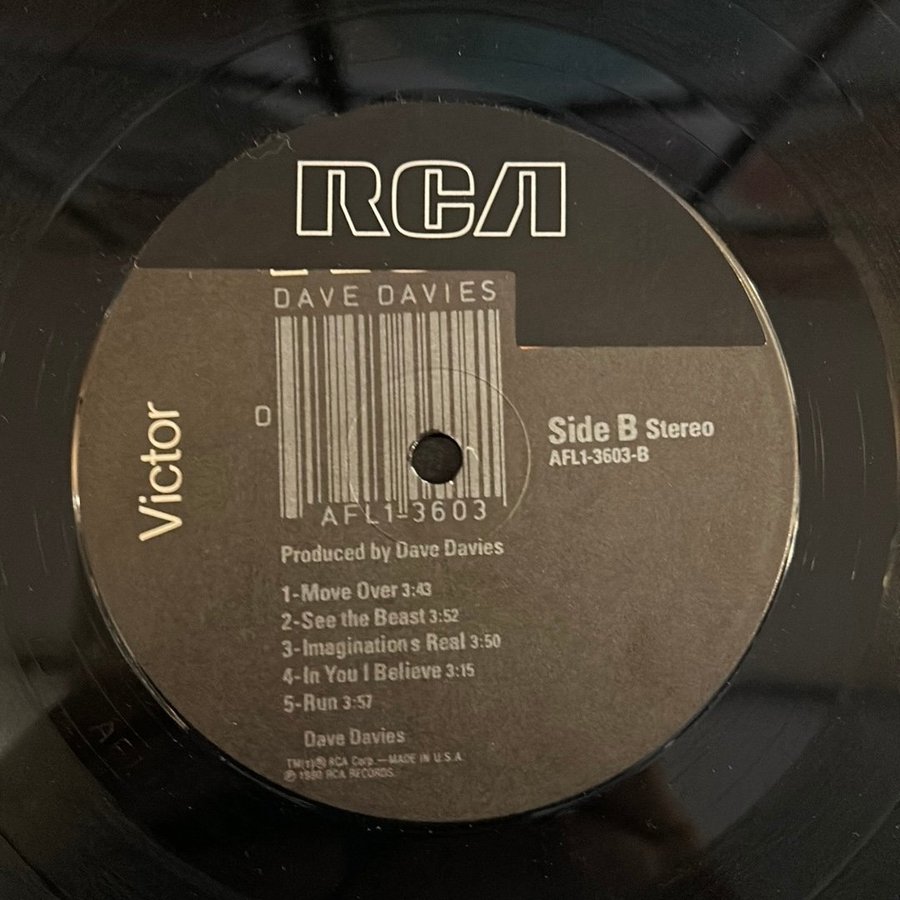 RCA
DAVE DAVIES
Victor
0
Side B Stereo
AFL1-3603-B
AFL1-3603
Produced by Dave Davies
1-Move Over 3:43
2-See the Beast 3:52
3-Imaginations Real 3:50
4-In You I Believe 3:15
5-Run 3:57
Dave Davies
TM(r)® RCA Corp.—MADE IN U.S.A.
℗ 1980 RCA RECORDS.
AFL1